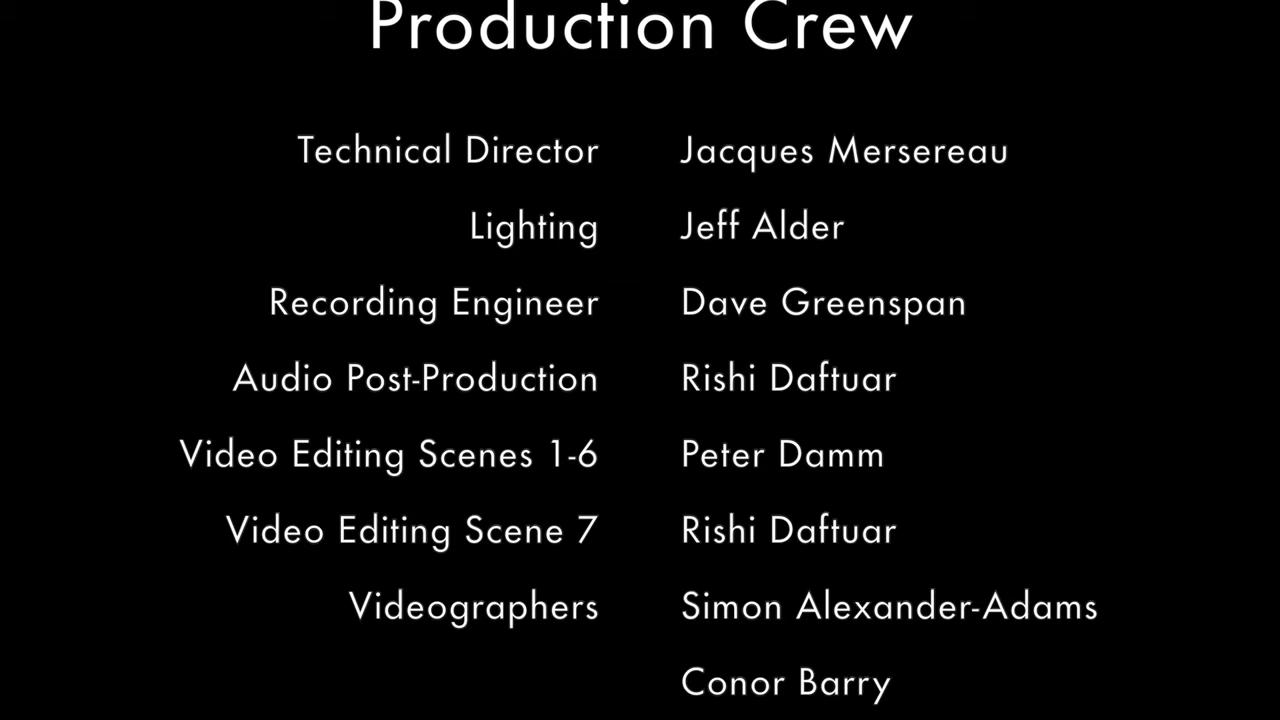 Production Crew
Technical Director Jacques Mersereau
Lighting Jeff Alder
Recording Engineer Dave Greenspan
Audio Post-Production Rishi Daftuar
Video Editing Scenes 1-6 Peter Damm
Video Editing Scene 7 Rishi Daftuar
Videographers Simon Alexander-Adams
Conor Barry